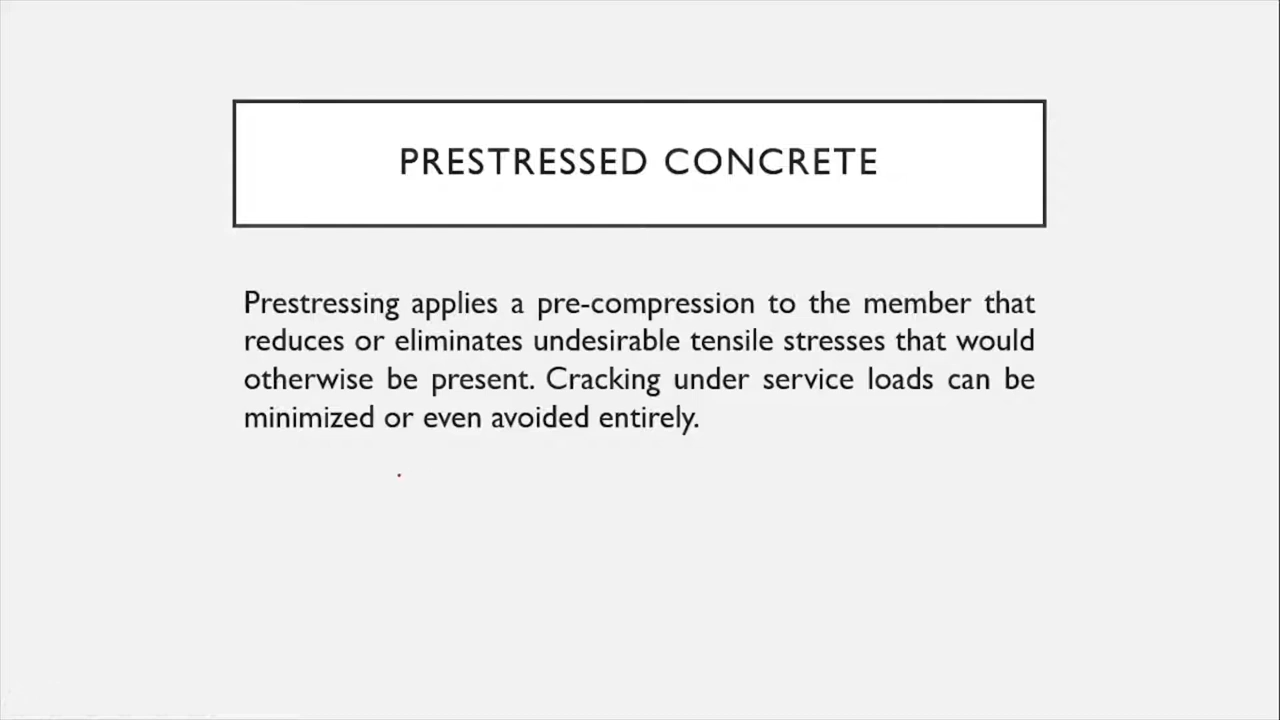 PRESTRESSED CONCRETE
Prestressing applies a pre-compression to the member that
reduces or eliminates undesirable tensile stresses that would
otherwise be present. Cracking under service loads can be
minimized or even avoided entirely.